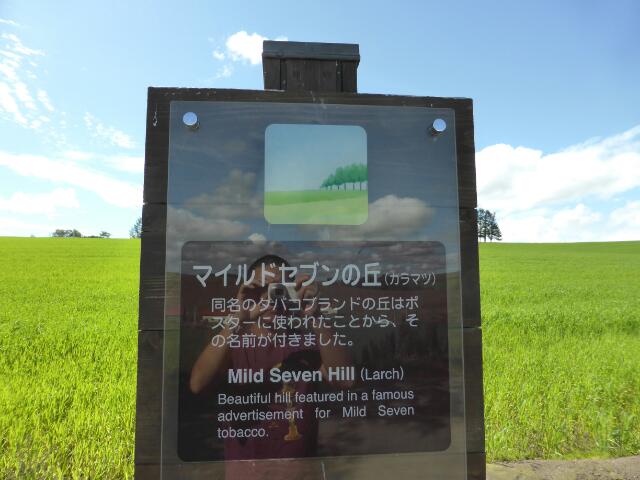 マイルドセブンの丘(カラマツ)
同名のタバコブランドの丘はポ
スターに使われたことから、そ
の名前が付きました。
Mild Seven Hill (Larch)
Beautiful hill featured in a famous
advertisement for Mild Seven
tobacco.